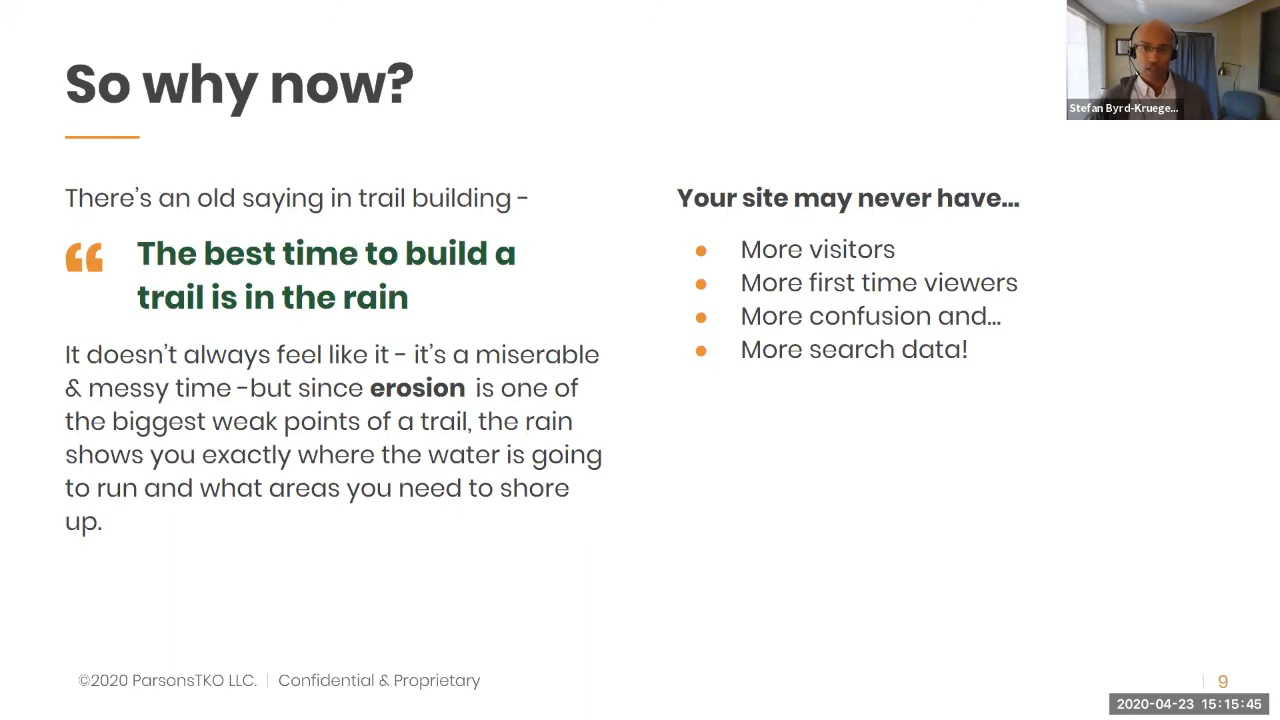 So why now?
Stefan Byrd-Kruege...
There's an old saying in trail building -
“
The best time to build a
trail is in the rain
It doesn't always feel like it - it's a miserable
& messy time -but since erosion is one of
the biggest weak points of a trail, the rain
shows you exactly where the water is going
to run and what areas you need to shore
up.
Your site may never have...
● More visitors
● More first time viewers
● More confusion and...
● More search data!
©2020 ParsonsTKO LLC. | Confidential & Proprietary
| 9
2020-04-23 15:15:45